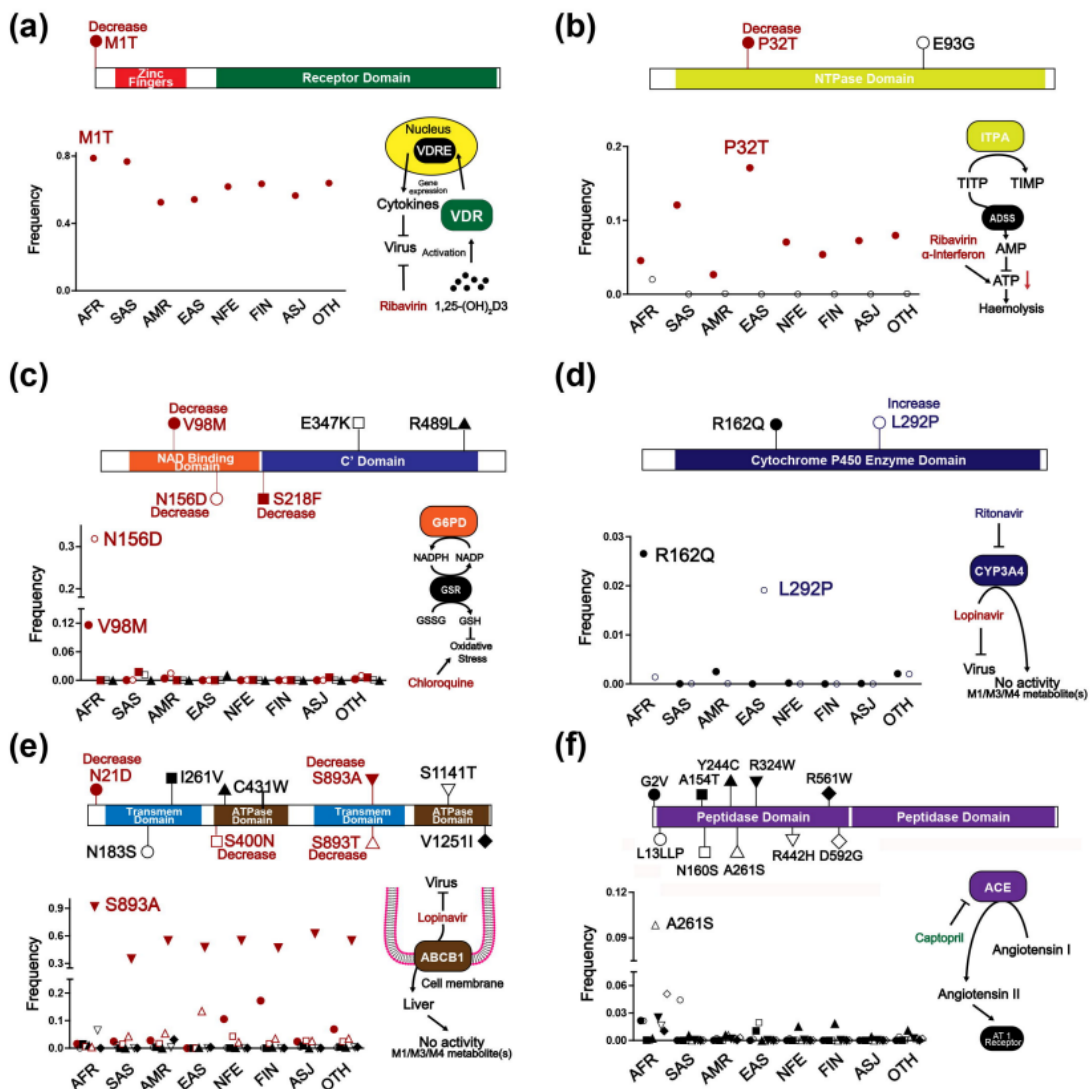 (a)
Decrease
M1T
Zinc
Fingers
Receptor Domain
M1T
0.8
0.4
0.0
Frequency
AFR
SAS
AMR
EAS
NFE
FIN
ASJ
OTH
Nucleus
VDRE
Gene
expression
Cytokines
VDR
Virus
Activation
Ribavirin
1,25-(OH)₂D3
(b)
Decrease
P32T
E93G
NTPase Domain
P32T
0.20
0.15
0.10
0.05
0.00
Frequency
AFR
SAS
AMR
EAS
NFE
FIN
ASJ
OTH
ITPA
TITP
TIMP
ADSS
Ribavirin
α-Interferon
AMP
ATP
Haemolysis
(c)
Decrease
V98M
E347K
R489L
NAD Binding
Domain
C' Domain
N156D
Decrease
S218F
Decrease
N156D
V98M
0.3
0.2
0.12
0.06
0.00
Frequency
AFR
SAS
AMR
EAS
NFE
FIN
ASJ
OTH
G6PD
NADPH
NADP
GSR
GSSG
GSH
Oxidative
Stress
Chloroquine
(d)
R162Q
Increase
L292P
Cytochrome P450 Enzyme Domain
R162Q
L292P
0.03
0.02
0.01
0.00
Frequency
AFR
SAS
AMR
EAS
NFE
FIN
ASJ
OTH
Ritonavir
CYP3A4
Lopinavir
Virus
No activity
M1/M3/M4 metabolite(s)
(e)
Decrease
N21D
I261V
C431W
S893A
Decrease
S1141T
Transmem
Domain
ATPase
Domain
Transmem
Domain
ATPase
Domain
N183S
S400N
Decrease
S893T
Decrease
V1251I
S893A
0.9
0.6
0.3
0.2
0.1
0.0
Frequency
AFR
SAS
AMR
EAS
NFE
FIN
ASJ
OTH
Virus
Lopinavir
ABCB1
Cell membrane
Liver
No activity
M1/M3/M4 metabolite(s)
(f)
G2V
A154T
Y244C
R324W
R561W
Peptidase Domain
Peptidase Domain
L13LLP
N160S
A261S
R442H
D592G
A261S
0.12
0.09
0.06
0.03
0.00
Frequency
AFR
SAS
AMR
EAS
NFE
FIN
ASJ
OTH
ACE
Captopril
Angiotensin I
Angiotensin II
AT 1
Receptor